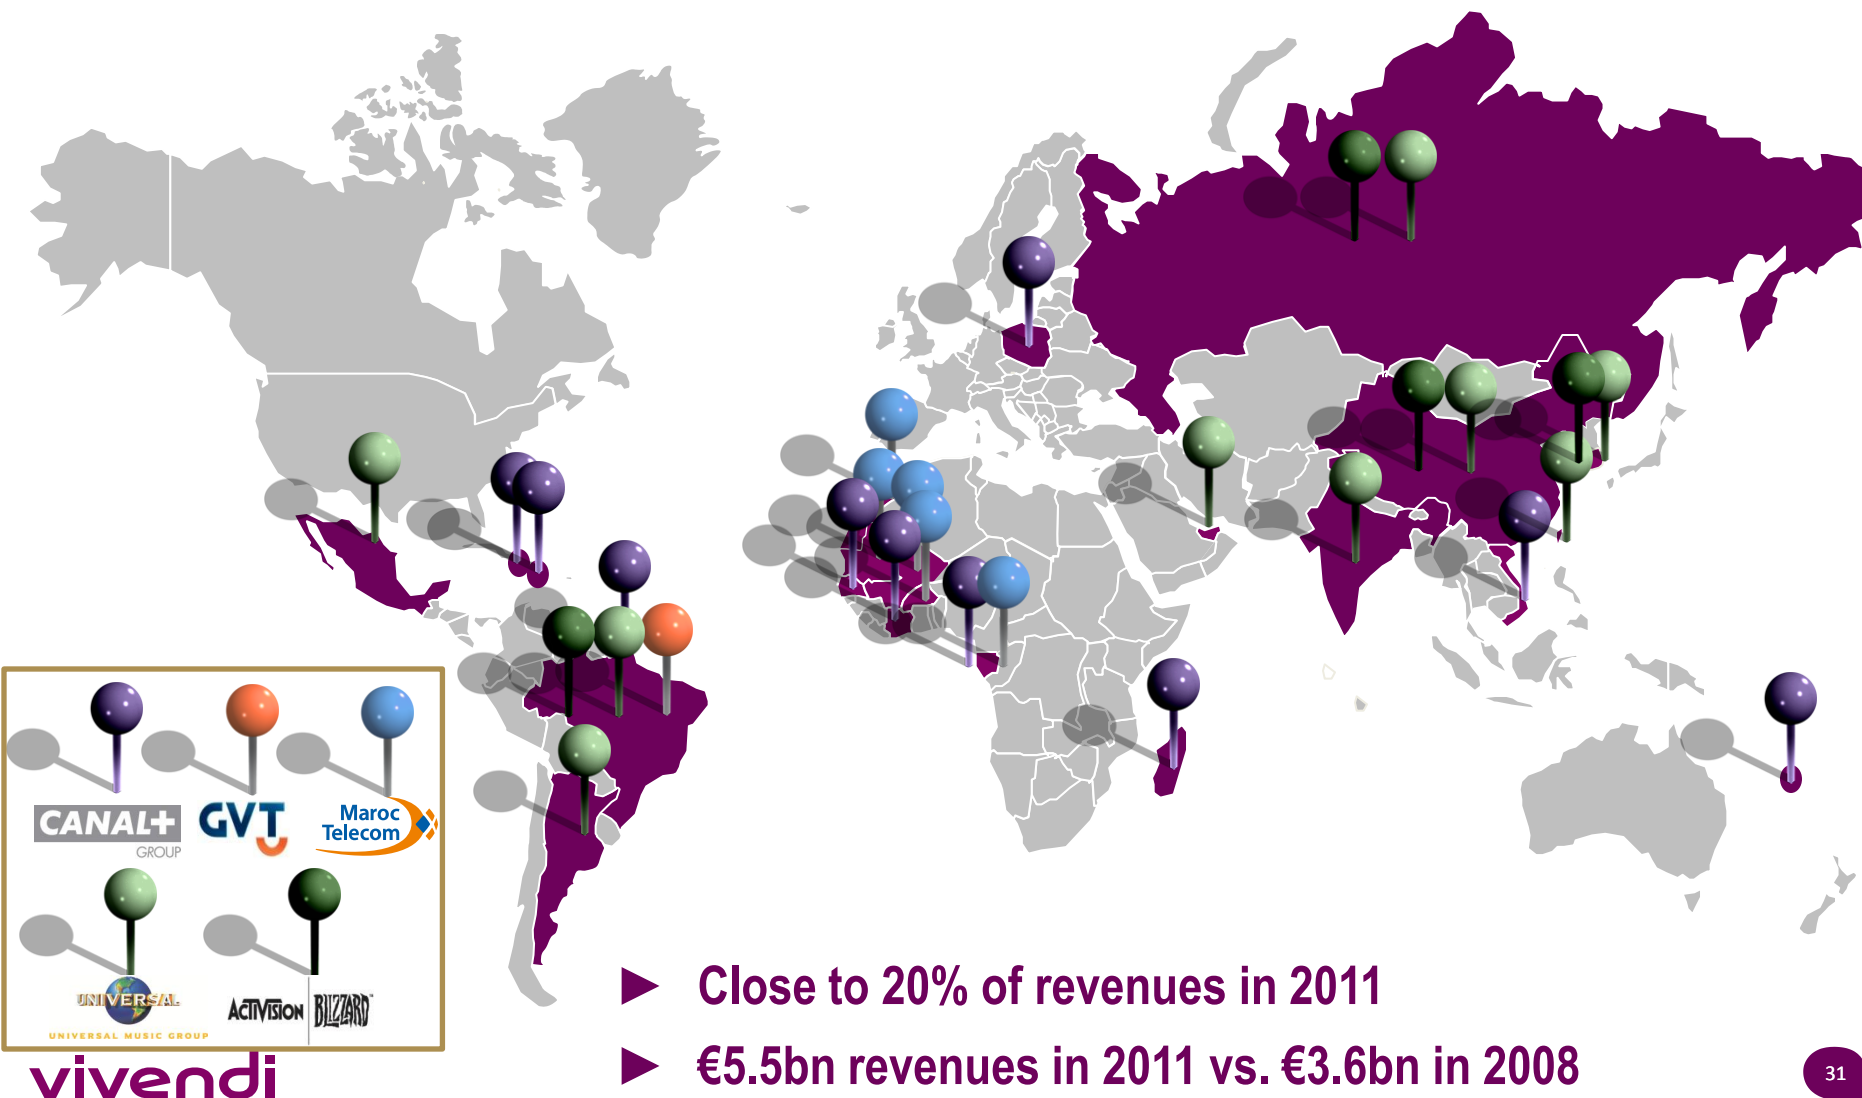 CANAL+
GROUP
GVT
Maroc
Telecom
UNIVERSAL
UNIVERSAL MUSIC GROUP
ACTIVISION BLIZZARD
► Close to 20% of revenues in 2011
► €5.5bn revenues in 2011 vs. €3.6bn in 2008
vivendi
31